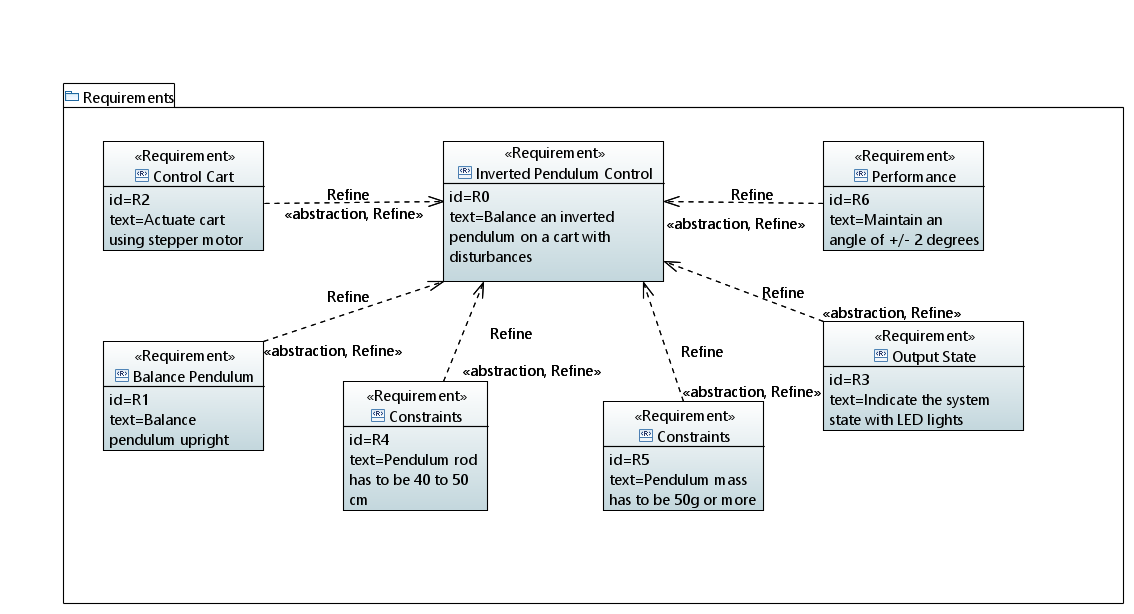 Requirements
«Requirement»
Control Cart
id=R2
text=Actuate cart
using stepper motor
Refine
«abstraction, Refine»
«Requirement»
Inverted Pendulum Control
id=R0
text=Balance an inverted
pendulum on a cart with
disturbances
Refine
«abstraction, Refine»
«Requirement»
Performance
id=R6
text=Maintain an
angle of +/- 2 degrees
Refine
«abstraction, Refine»
«Requirement»
Balance Pendulum
id=R1
text=Balance
pendulum upright
Refine
«abstraction, Refine»
«Requirement»
Constraints
id=R4
text=Pendulum rod
has to be 40 to 50
cm
Refine
«abstraction, Refine»
«Requirement»
Constraints
id=R5
text=Pendulum mass
has to be 50g or more
Refine
«abstraction, Refine»
«Requirement»
Output State
id=R3
text=Indicate the system
state with LED lights